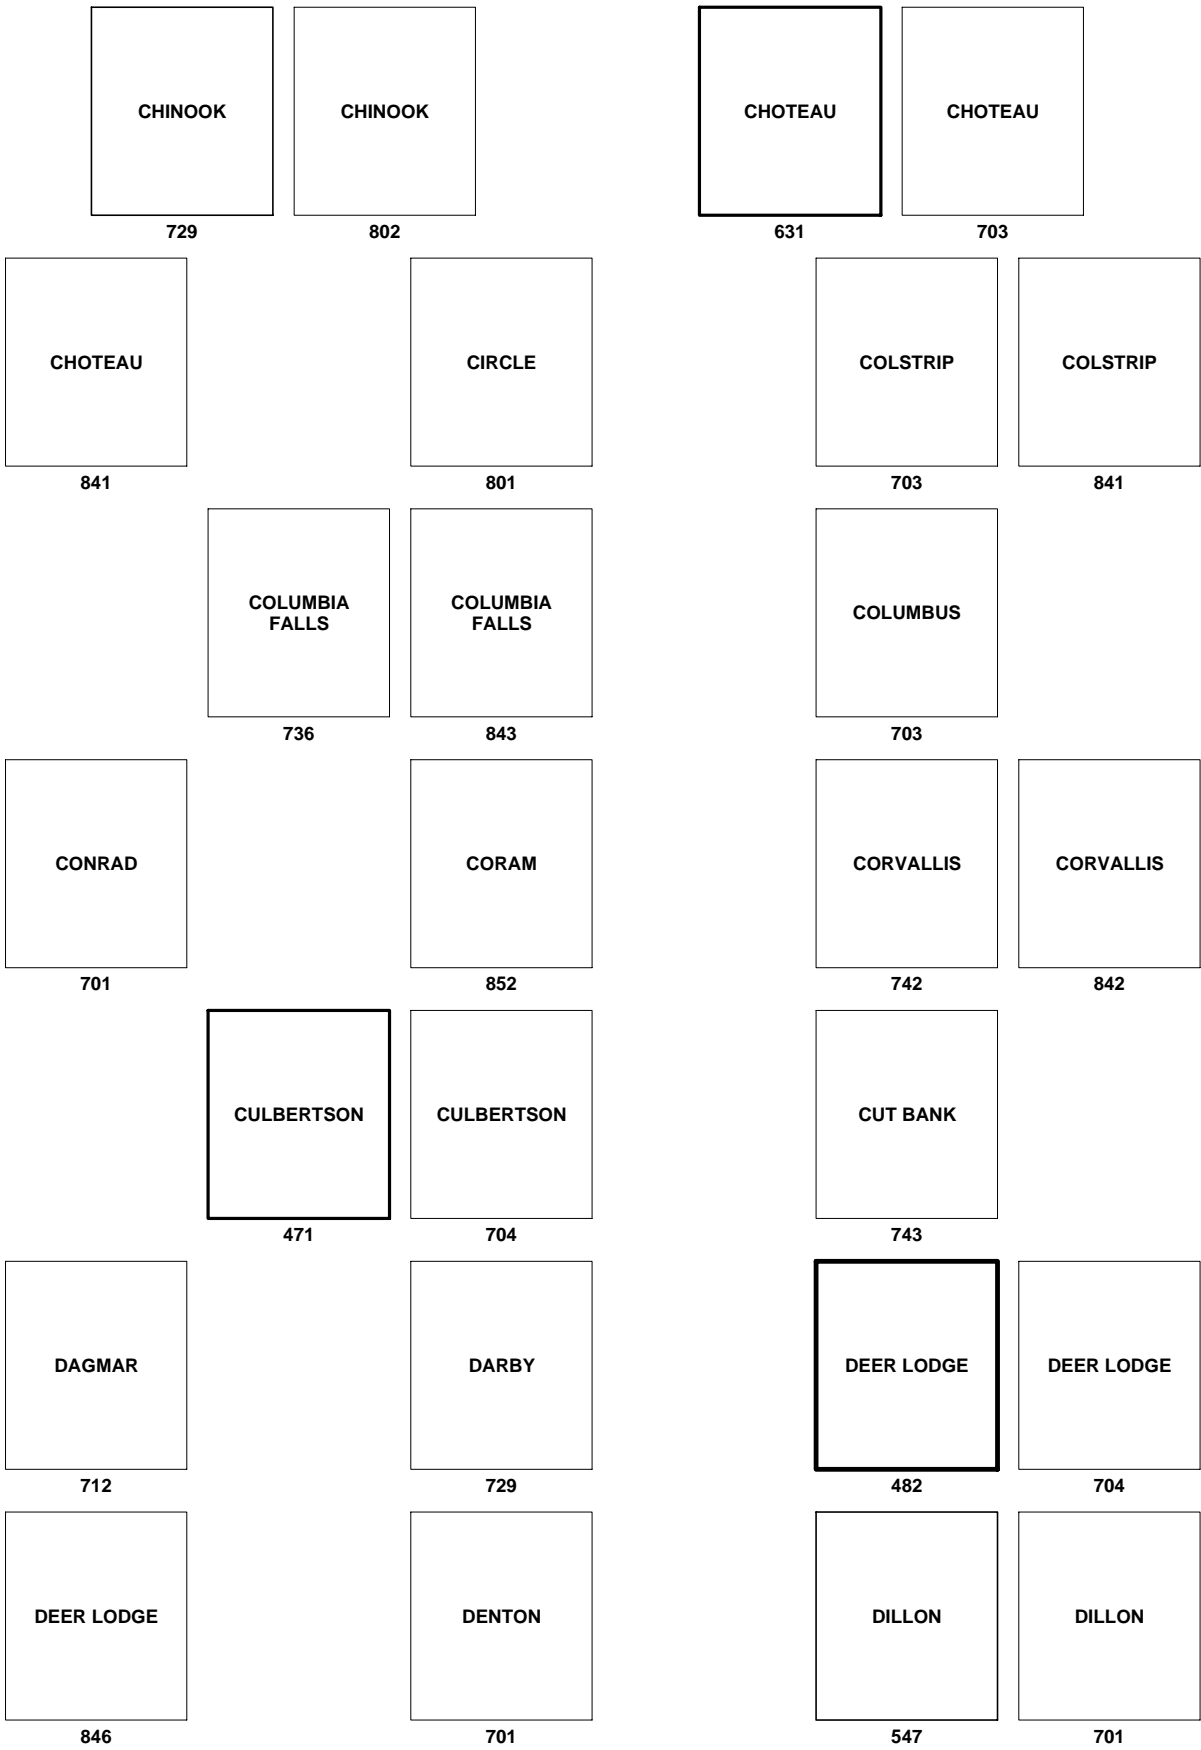 CHINOOK
CHINOOK
CHOTEAU
CHOTEAU
729
802
631
703
CHOTEAU
CIRCLE
COLSTRIP
COLSTRIP
841
801
703
841
COLUMBIA
FALLS
COLUMBIA
FALLS
COLUMBUS
736
843
703
CONRAD
CORAM
CORVALLIS
CORVALLIS
701
852
742
842
CULBERTSON
CULBERTSON
CUT BANK
471
704
743
DAGMAR
DARBY
DEER LODGE
DEER LODGE
712
729
482
704
DEER LODGE
DENTON
DILLON
DILLON
846
701
547
701